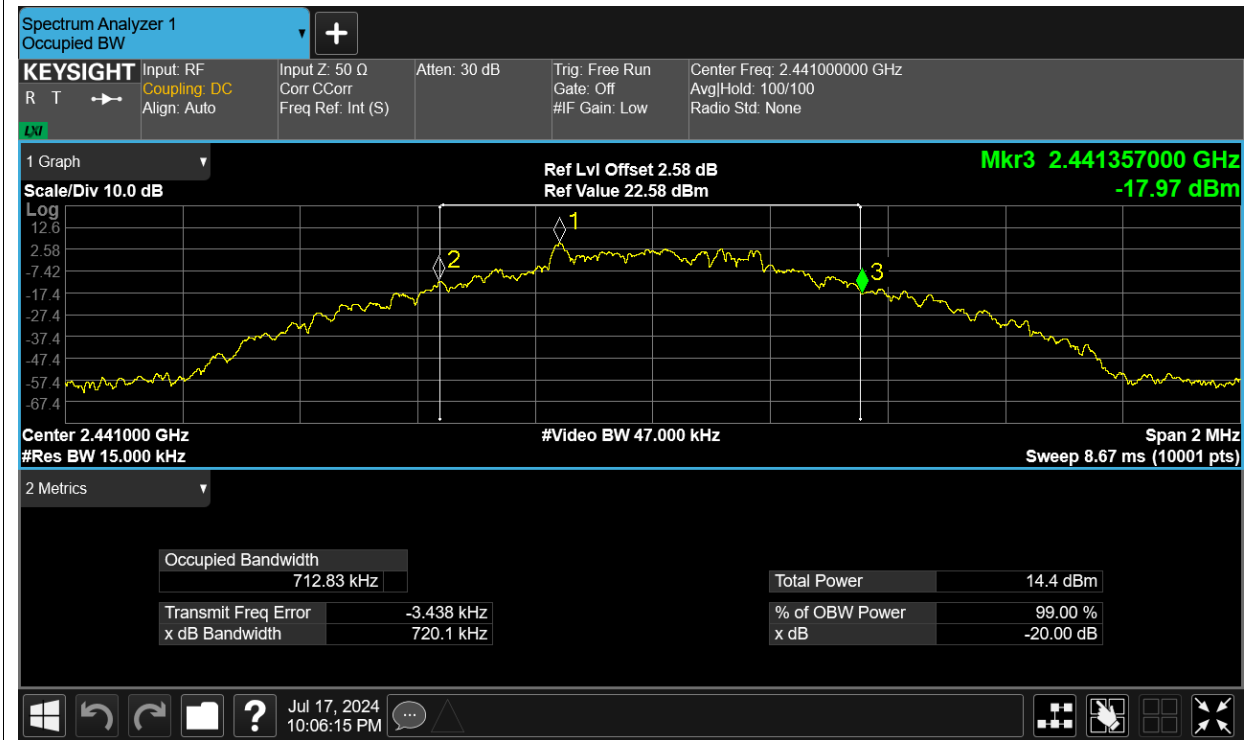 Spectrum Analyzer 1
Occupied BW
+
KEYSIGHT
R T
LXI
Input: RF
Coupling: DC
Align: Auto
Input Z: 50 Ω
Corr CCorr
Freq Ref: Int (S)
Atten: 30 dB
Trig: Free Run
Gate: Off
#IF Gain: Low
Center Freq: 2.441000000 GHz
Avg|Hold: 100/100
Radio Std: None
1 Graph
Scale/Div 10.0 dB
Ref Lvl Offset 2.58 dB
Ref Value 22.58 dBm
Mkr3 2.441357000 GHz
-17.97 dBm
Log
12.6
2.58
-7.42
-17.4
-27.4
-37.4
-47.4
-57.4
-67.4
1
2
3
Center 2.441000 GHz
#Res BW 15.000 kHz
#Video BW 47.000 kHz
Span 2 MHz
Sweep 8.67 ms (10001 pts)
2 Metrics
Occupied Bandwidth
712.83 kHz
Transmit Freq Error -3.438 kHz
x dB Bandwidth 720.1 kHz
Total Power 14.4 dBm
% of OBW Power 99.00 %
x dB -20.00 dB
?
Jul 17, 2024
10:06:15 PM